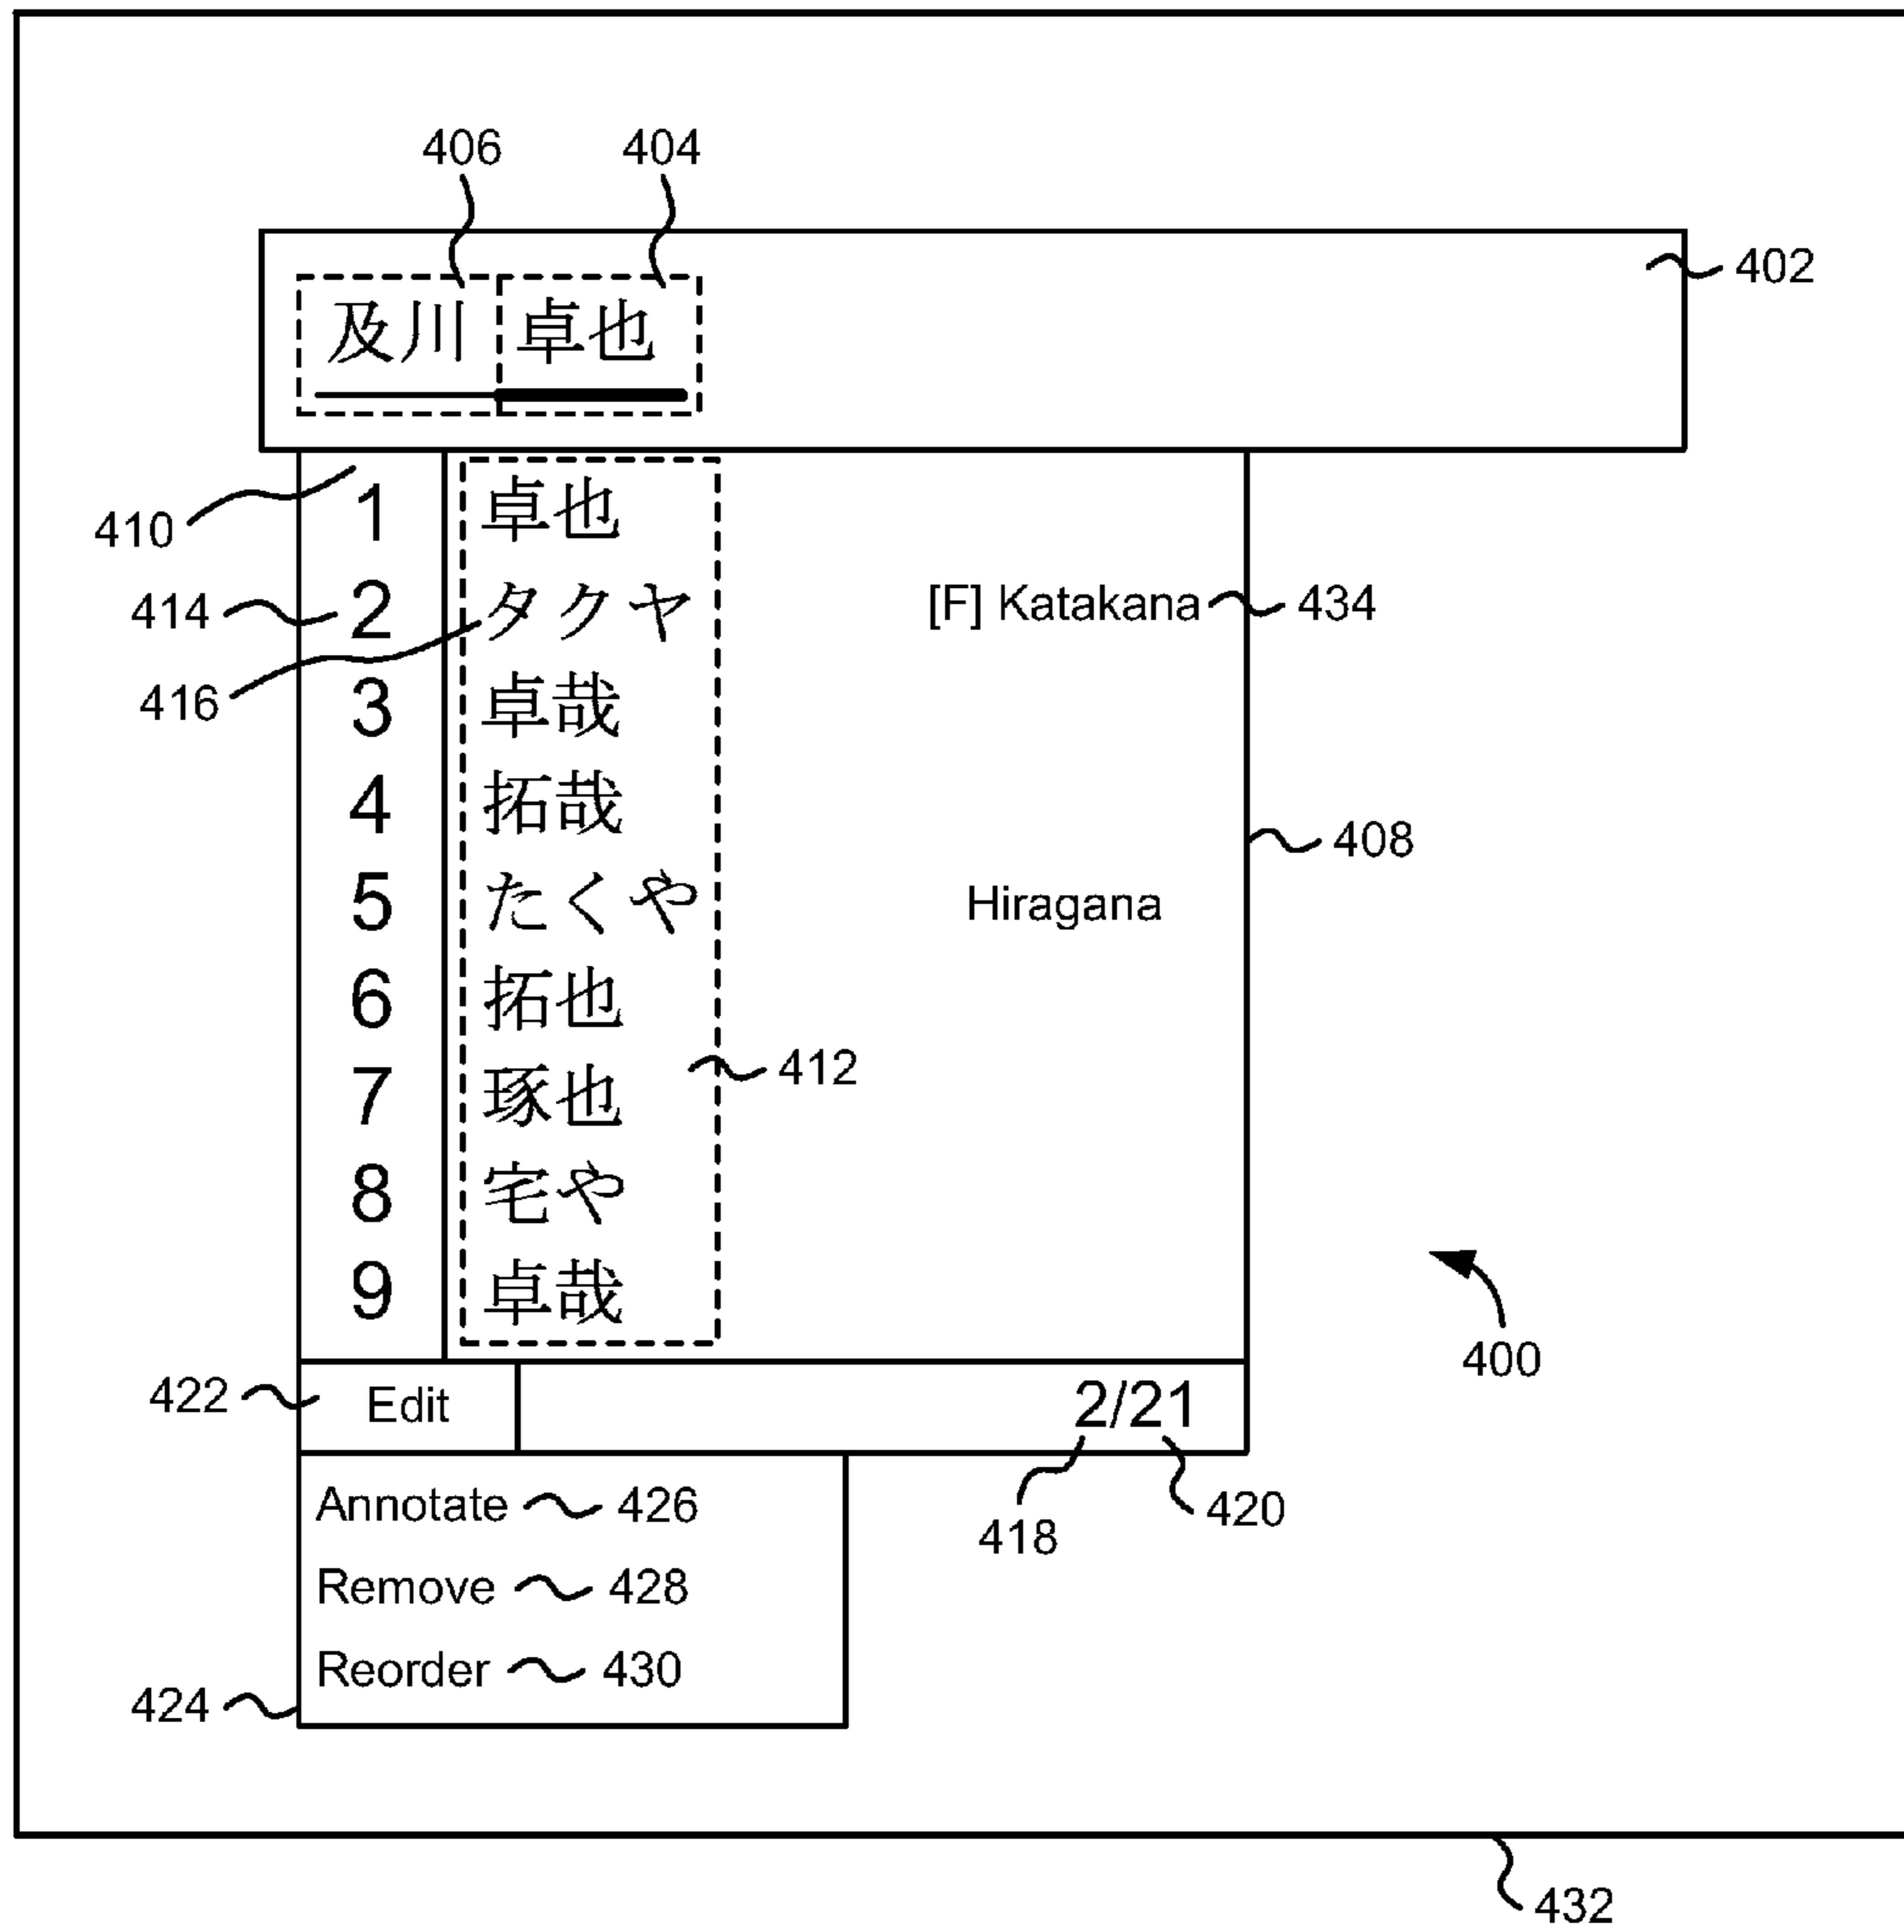 406 404
402
及川 卓也
410 1 卓也
414 2 タクヤ [F] Katakana 434
416
3 卓哉
4 拓哉
408
5 たくや Hiragana
6 拓也
412
7 琢也
8 宅や
9 卓哉
400
422 Edit 2/21
418 420
Annotate 426
Remove 428
Reorder 430
424
432